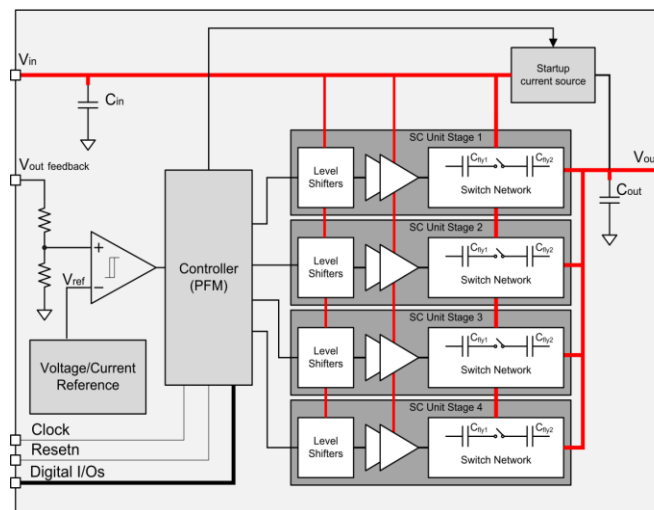 Vin
Cin
Startup
current source
Vout feedback
SC Unit Stage 1
Level
Shifters
Cfly1
Cfly2
Switch Network
Vou
Cout
SC Unit Stage 2
Level
Shifters
Cfly1
Cfly2
Switch Network
+
Vref
−
Controller
(PFM)
SC Unit Stage 3
Level
Shifters
Cfly1
Cfly2
Switch Network
Voltage/Current
Reference
SC Unit Stage 4
Level
Shifters
Cfly1
Cfly2
Switch Network
Clock
Resetn
Digital I/Os